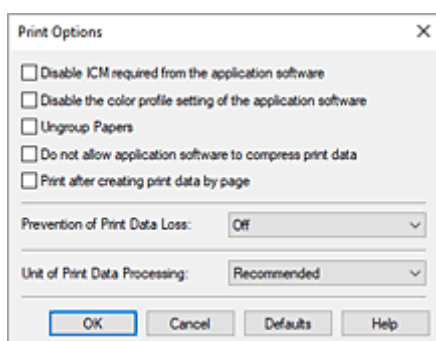 Print Options
Disable ICM required from the application software
Disable the color profile setting of the application software
Ungroup Papers
Do not allow application software to compress print data
Print after creating print data by page
Prevention of Print Data Loss: Off
Unit of Print Data Processing: Recommended
OK Cancel Defaults Help